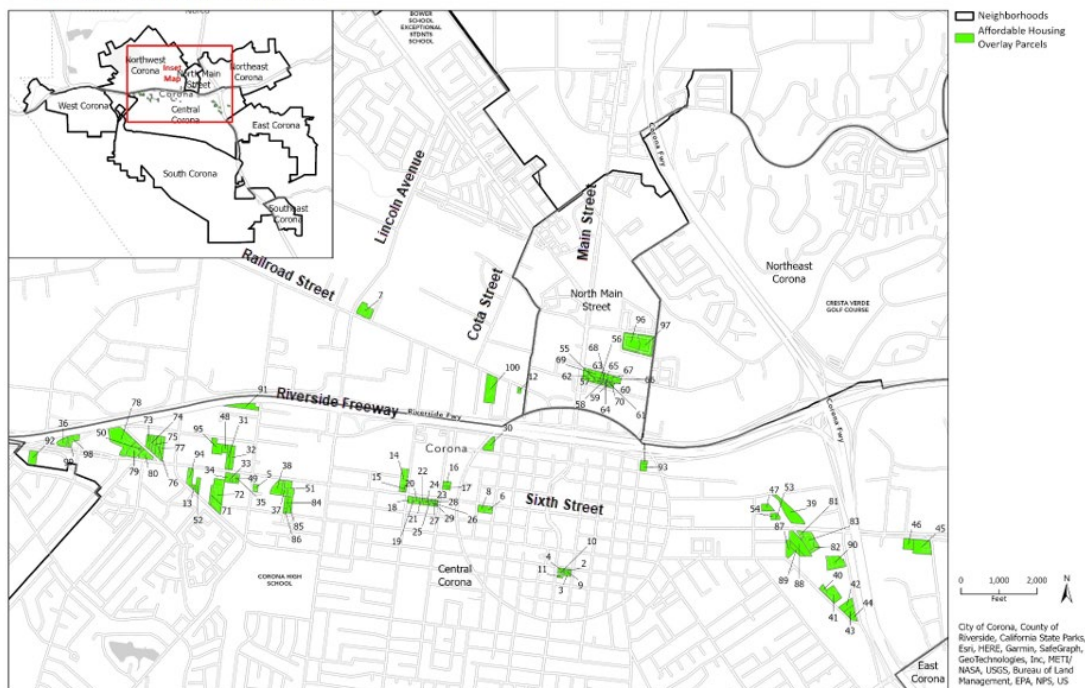 BOWER
SCHOOL
EXCEPTIONAL
STDNTS
SCHOOL
Neighborhoods
Affordable Housing
Overlay Parcels
Northwest
Corona
Inset
Map
North Main
Street
Northeast
Corona
West Corona
Corona
Central
Corona
East Corona
South Corona
Southeast
Corona
Lincoln Avenue
Railroad Street
Cota Street
Main Street
Corona Fwy
North Main
Street
Northeast
Corona
CRESTA VERDE
GOLF COURSE
7
96
97
56
68
55
69
63
65
67
66
62
57
60
59
70
58
64
61
100
12
Riverside Freeway
Riverside Fwy
Corona Fwy
91
31
78
36
50
73
74
75
77
48
95
32
92
99
98
79
80
76
94
34
33
49
5
38
51
13
52
72
71
35
37
84
85
86
Corona
30
93
14
15
20
22
24
16
17
23
28
18
21
19
25
27
29
26
8
6
Sixth Street
10
4
2
11
9
3
Central
Corona
CORONA HIGH
SCHOOL
47
53
54
39
81
87
83
82
90
89
88
40
42
41
44
43
46
45
East
Corona
0 1,000 2,000
Feet
N
City of Corona, County of
Riverside, California State Parks,
Esri, HERE, Garmin, SafeGraph,
GeoTechnologies, Inc, METI/
NASA, USGS, Bureau of Land
Management, EPA, NPS, US